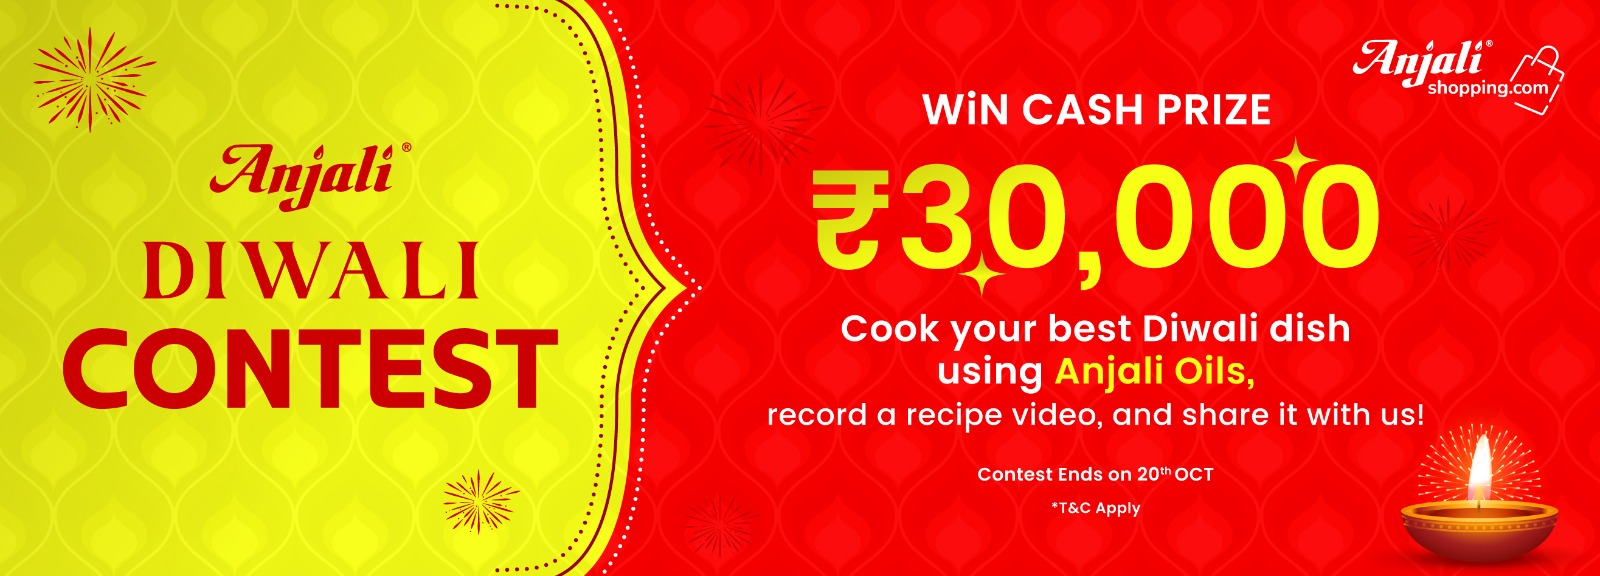 Anjali®
DIWALI
CONTEST
Anjali®
shopping.com
WiN CASH PRIZE
₹30,000
Cook your best Diwali dish
using Anjali Oils,
record a recipe video, and share it with us!
Contest Ends on 20th OCT
*T&C Apply